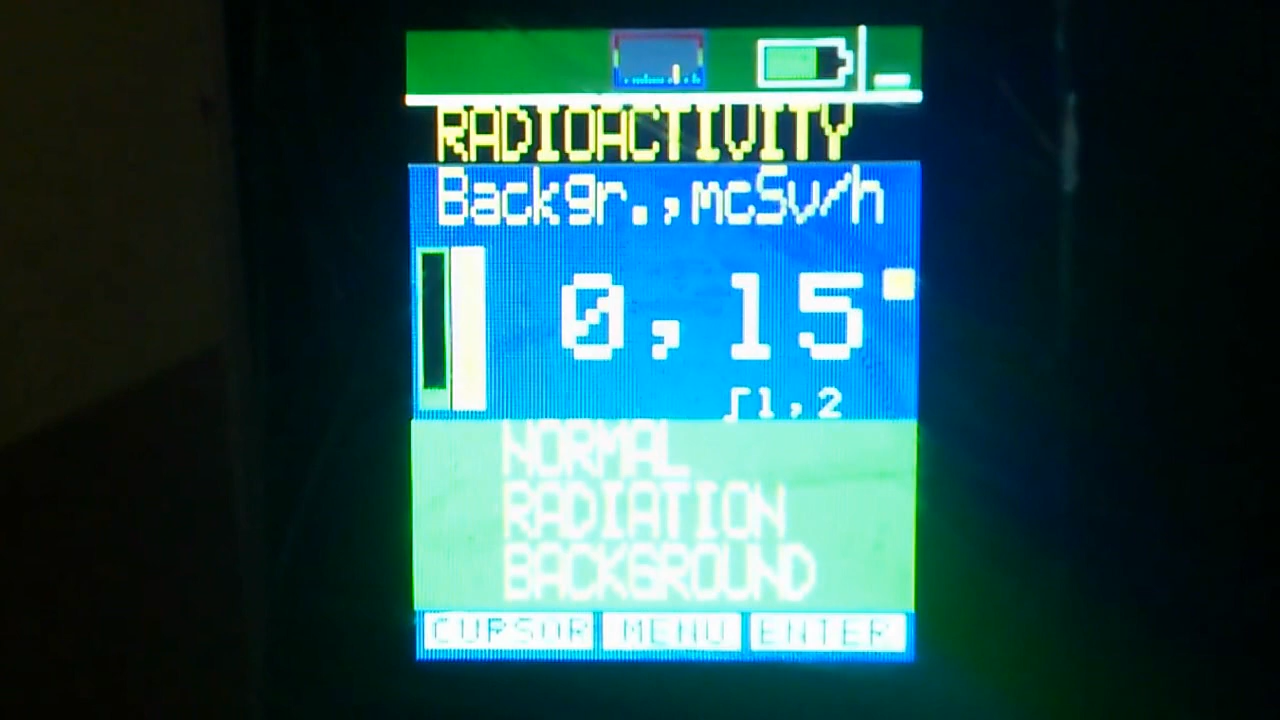 RADIOACTIVITY
Backgr.,mcSv/h
0,15
∫1,2
NORMAL
RADIATION
BACKGROUND
CURSOR MENU ENTER